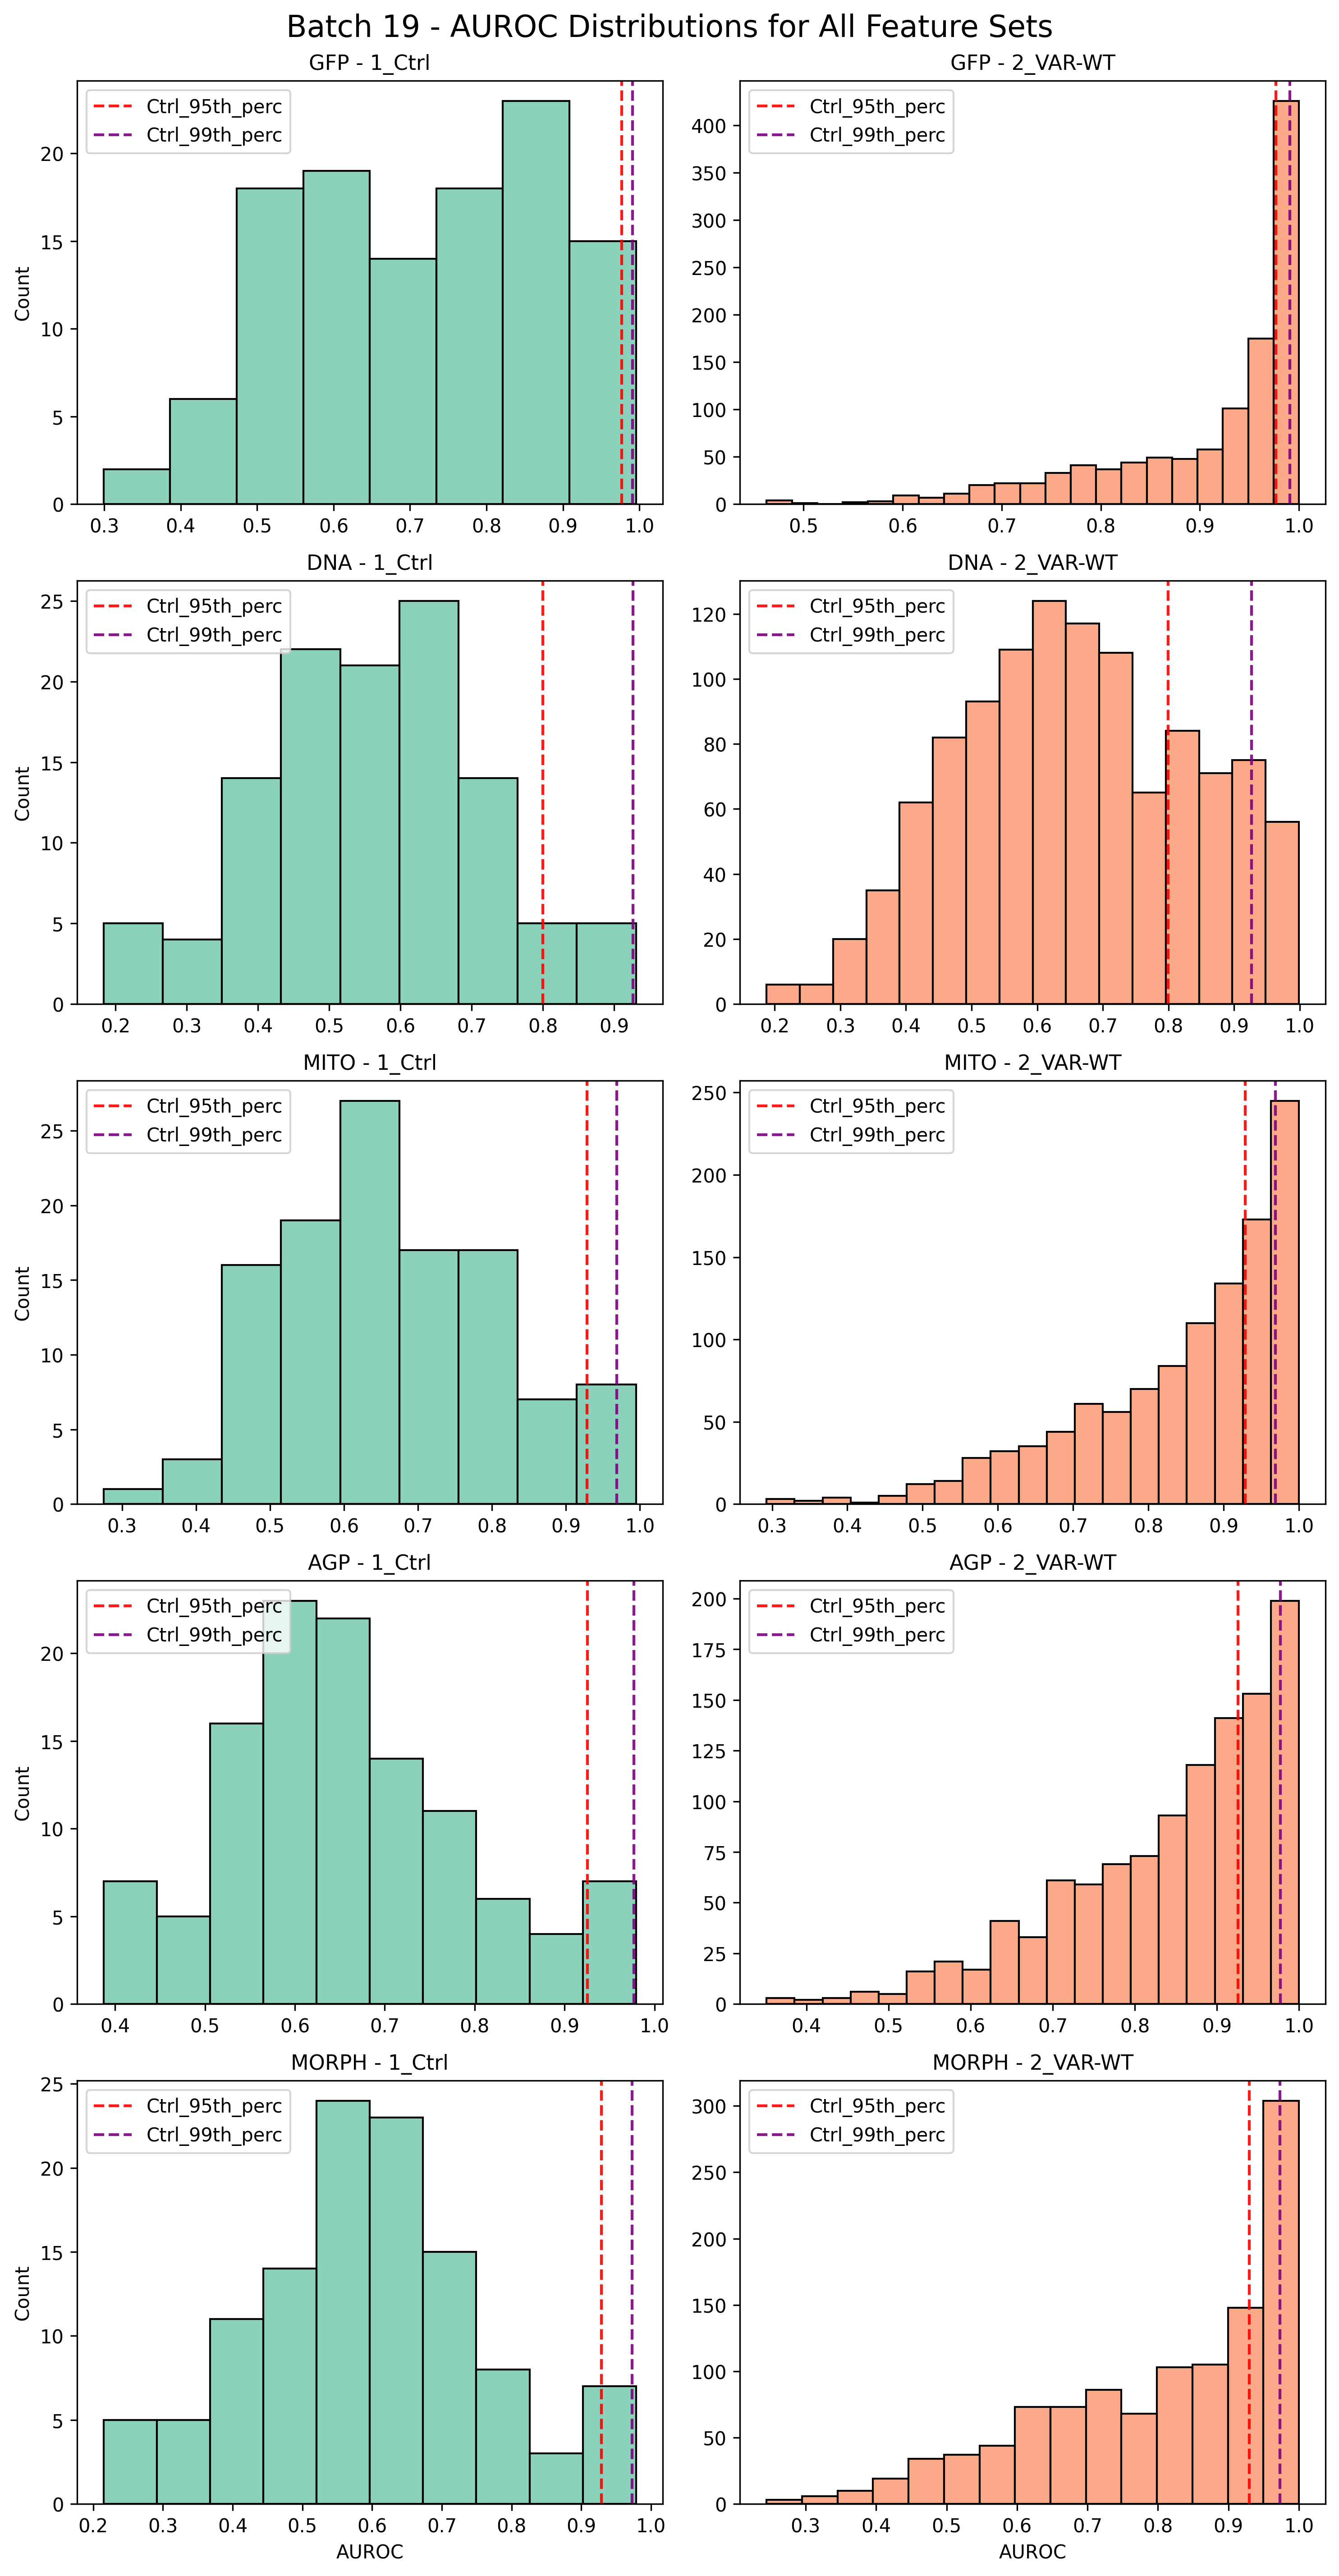 Batch 19 - AUROC Distributions for All Feature Sets
GFP - 1_Ctrl
Ctrl_95th_perc
Ctrl_99th_perc
Count
20
15
10
5
0
0.3 0.4 0.5 0.6 0.7 0.8 0.9 1.0
GFP - 2_VAR-WT
Ctrl_95th_perc
Ctrl_99th_perc
400
350
300
250
200
150
100
50
0
0.5 0.6 0.7 0.8 0.9 1.0
DNA - 1_Ctrl
Ctrl_95th_perc
Ctrl_99th_perc
Count
25
20
15
10
5
0
0.2 0.3 0.4 0.5 0.6 0.7 0.8 0.9
DNA - 2_VAR-WT
Ctrl_95th_perc
Ctrl_99th_perc
120
100
80
60
40
20
0
0.2 0.3 0.4 0.5 0.6 0.7 0.8 0.9 1.0
MITO - 1_Ctrl
Ctrl_95th_perc
Ctrl_99th_perc
Count
25
20
15
10
5
0
0.3 0.4 0.5 0.6 0.7 0.8 0.9 1.0
MITO - 2_VAR-WT
Ctrl_95th_perc
Ctrl_99th_perc
250
200
150
100
50
0
0.3 0.4 0.5 0.6 0.7 0.8 0.9 1.0
AGP - 1_Ctrl
Ctrl_95th_perc
Ctrl_99th_perc
Count
20
15
10
5
0
0.4 0.5 0.6 0.7 0.8 0.9 1.0
AGP - 2_VAR-WT
Ctrl_95th_perc
Ctrl_99th_perc
200
175
150
125
100
75
50
25
0
0.4 0.5 0.6 0.7 0.8 0.9 1.0
MORPH - 1_Ctrl
Ctrl_95th_perc
Ctrl_99th_perc
Count
25
20
15
10
5
0
0.2 0.3 0.4 0.5 0.6 0.7 0.8 0.9 1.0
AUROC
MORPH - 2_VAR-WT
Ctrl_95th_perc
Ctrl_99th_perc
300
250
200
150
100
50
0
0.3 0.4 0.5 0.6 0.7 0.8 0.9 1.0
AUROC